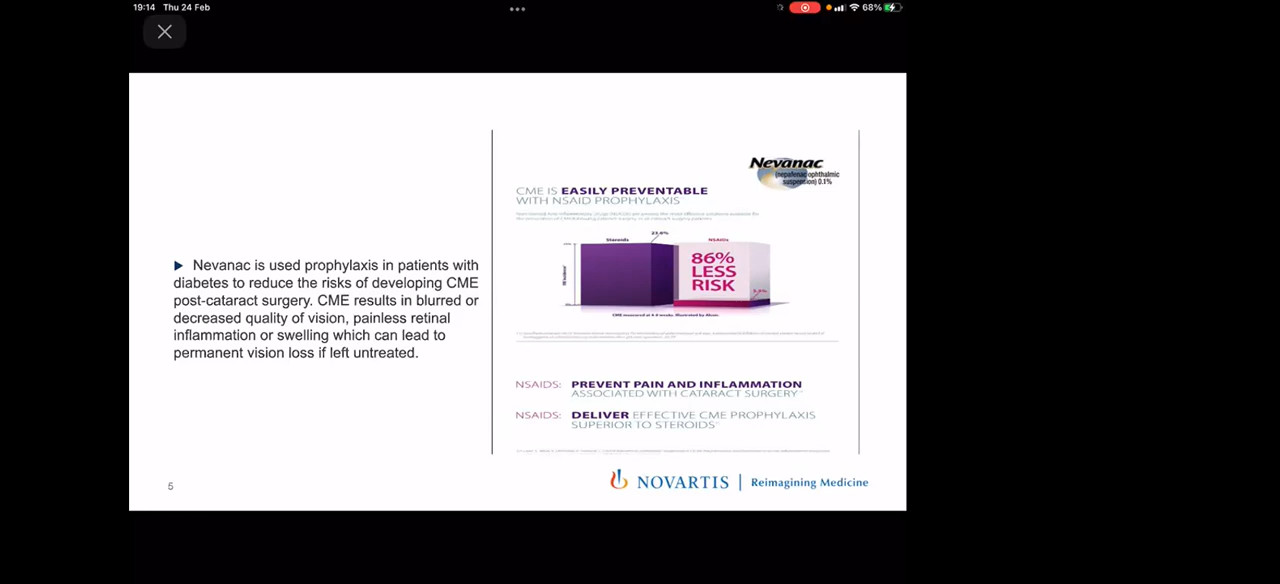 19:14 Thu 24 Feb
68%
Nevanac
(nepafenac ophthalmic
suspension) 0.1%
CME IS EASILY PREVENTABLE
WITH NSAID PROPHYLAXIS
Steroids
NSAIDs
86%
LESS
RISK
▶ Nevanac is used prophylaxis in patients with
diabetes to reduce the risks of developing CME
post-cataract surgery. CME results in blurred or
decreased quality of vision, painless retinal
inflammation or swelling which can lead to
permanent vision loss if left untreated.
NSAIDS: PREVENT PAIN AND INFLAMMATION
ASSOCIATED WITH CATARACT SURGERY
NSAIDS: DELIVER EFFECTIVE CME PROPHYLAXIS
SUPERIOR TO STEROIDS
5
NOVARTIS | Reimagining Medicine